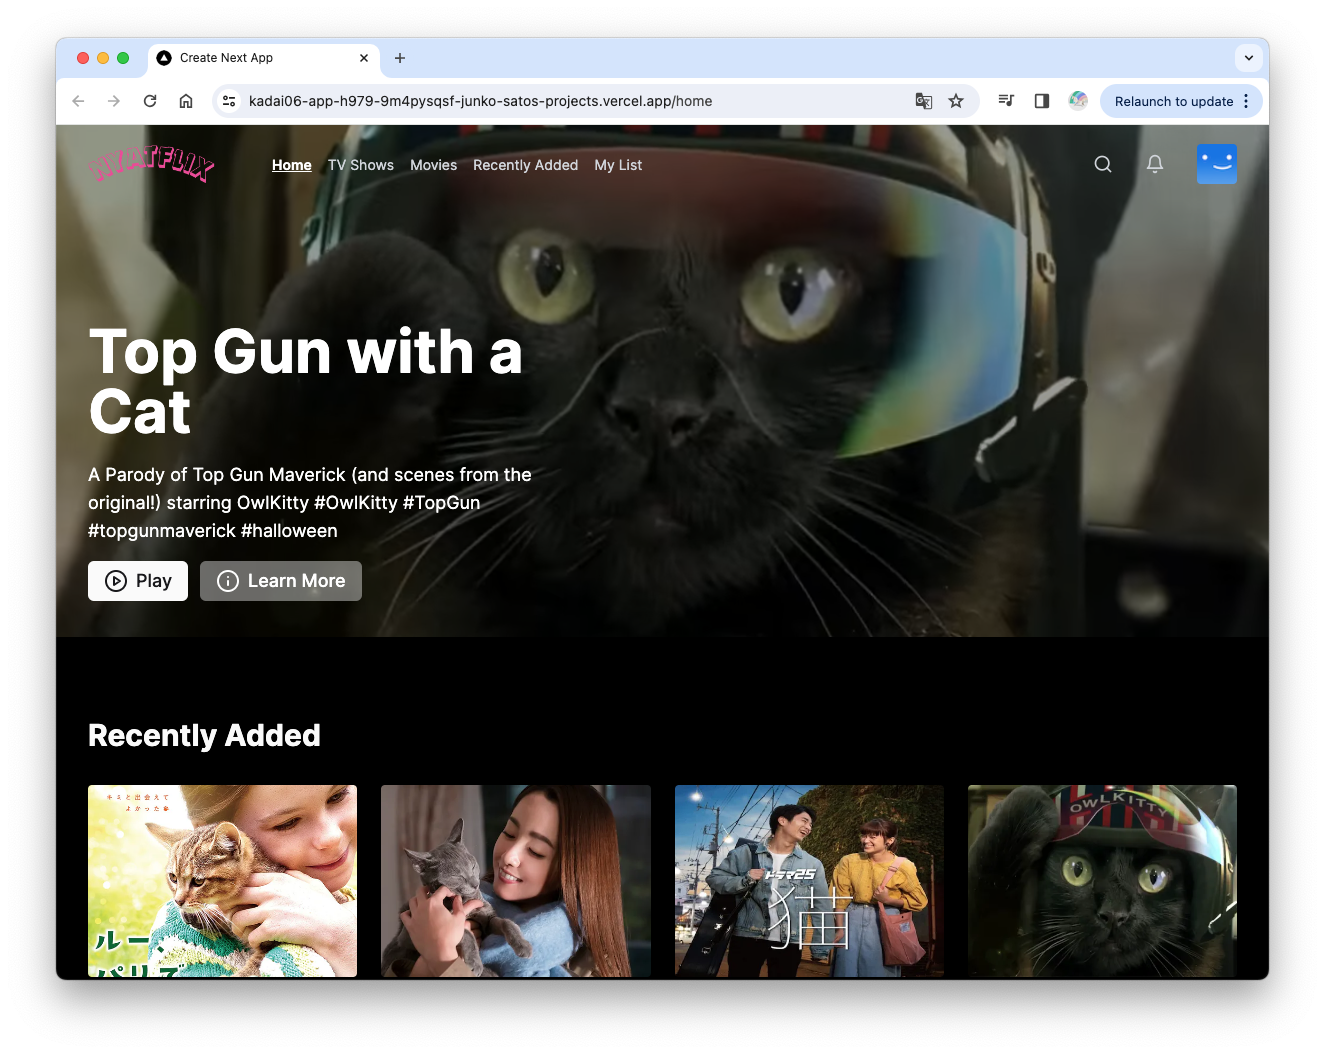 Create Next App
kadai06-app-h979-9m4pysqsf-junko-satos-projects.vercel.app/home
Relaunch to update
NYATFLIX
Home
TV Shows
Movies
Recently Added
My List
Top Gun with a
Cat
A Parody of Top Gun Maverick (and scenes from the
original!) starring OwlKitty #OwlKitty #TopGun
#topgunmaverick #halloween
Play
Learn More
Recently Added
キミと出会えて
よかった
ルー、
パリで
ドラマ25
猫
OWLKITTY